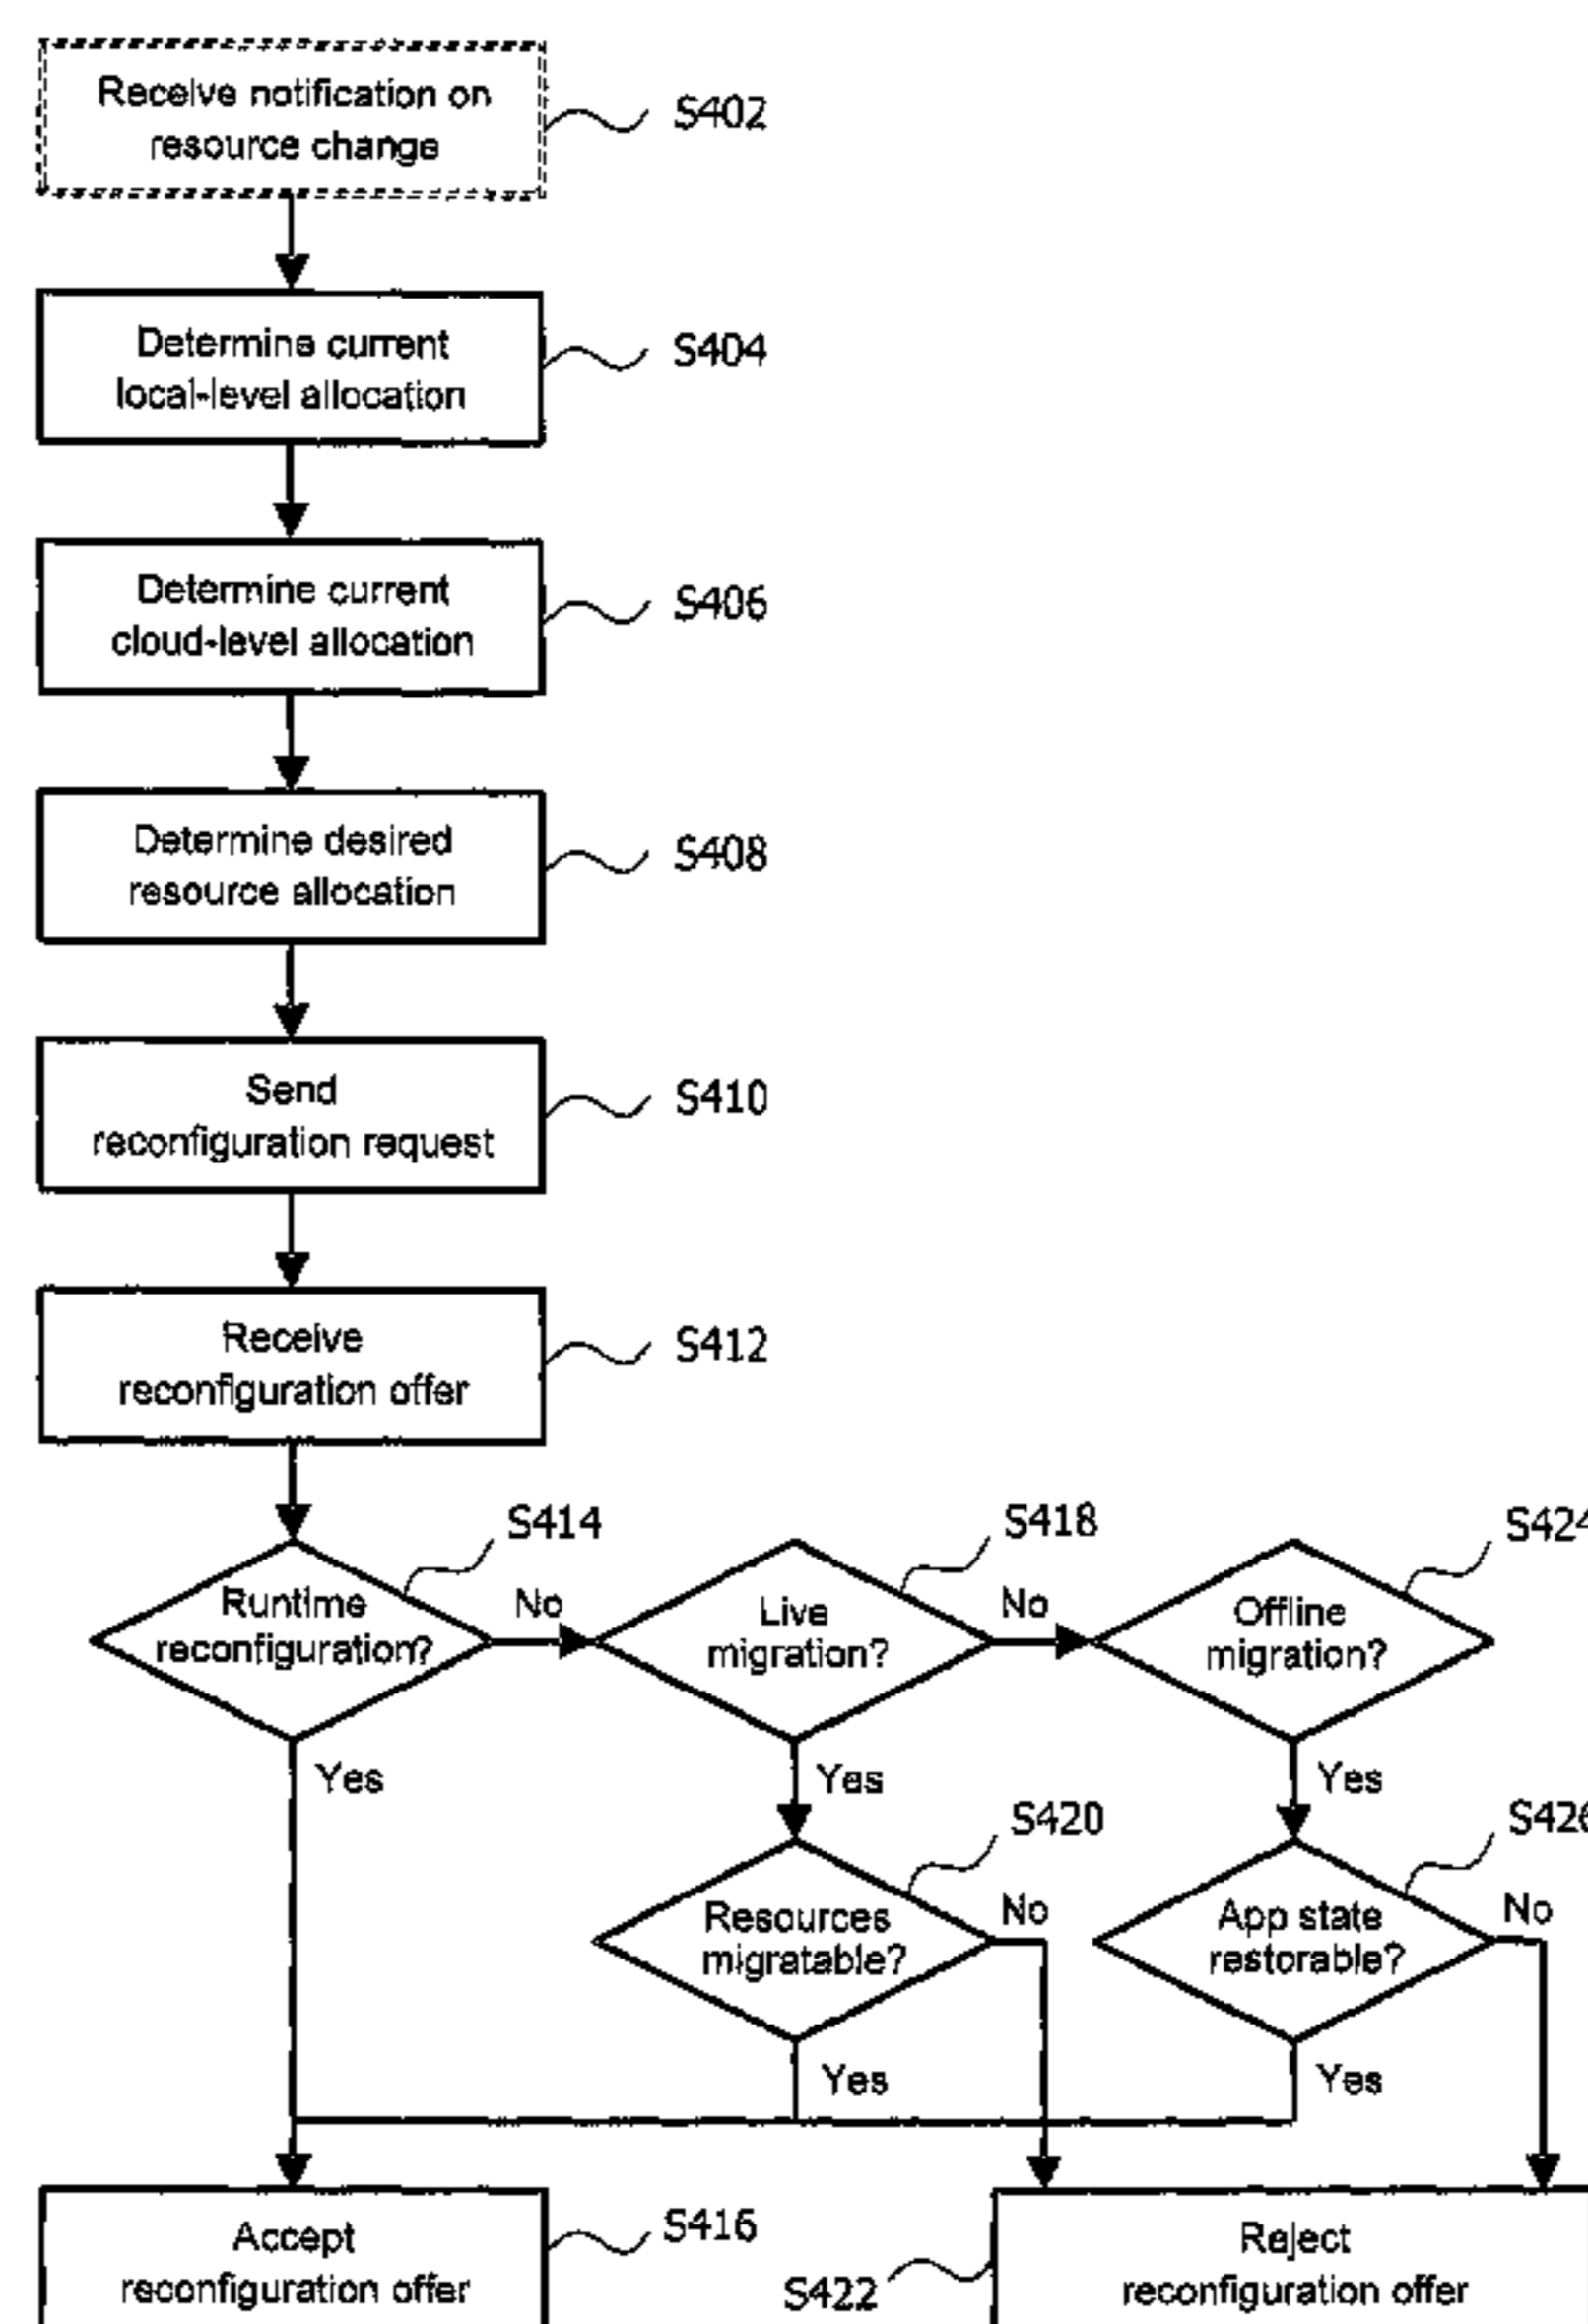 Receive notification on
resource change
S402
Determine current
local-level allocation
S404
Determine current
cloud-level allocation
S406
Determine desired
resource allocation
S408
Send
reconfiguration request
S410
Receive
reconfiguration offer
S412
S414
S418
S424
Runtime
reconfiguration?
No
Live
migration?
No
Offline
migration?
Yes
Yes
Yes
S420
S426
Resources
migratable?
No
App state
restorable?
No
Yes
Yes
Accept
reconfiguration offer
S416
S422
Reject
reconfiguration offer